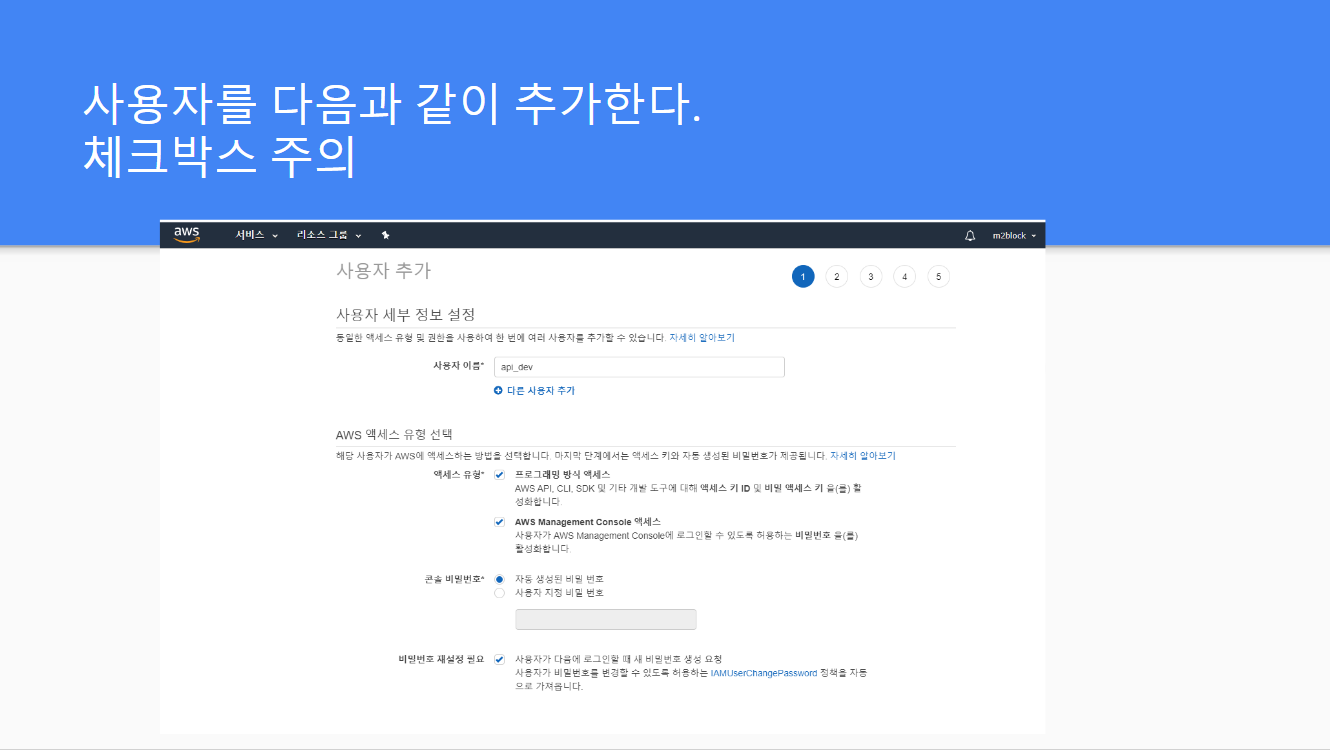 사용자를 다음과 같이 추가한다.
체크박스 주의
aws 서비스 리소스 그룹 m2block
사용자 추가 1 2 3 4 5
사용자 세부 정보 설정
동일한 액세스 유형 및 권한을 사용하여 한 번에 여러 사용자를 추가할 수 있습니다. 자세히 알아보기
사용자 이름* api_dev
다른 사용자 추가
AWS 액세스 유형 선택
해당 사용자가 AWS에 액세스하는 방법을 선택합니다. 마지막 단계에서는 액세스 키와 자동 생성된 비밀번호가 제공됩니다. 자세히 알아보기
액세스 유형* 프로그래밍 방식 액세스
AWS API, CLI, SDK 및 기타 개발 도구에 대해 액세스 키 ID 및 비밀 액세스 키 을(를) 활
성화합니다.
AWS Management Console 액세스
사용자가 AWS Management Console에 로그인할 수 있도록 허용하는 비밀번호 을(를)
활성화합니다.
콘솔 비밀번호* 자동 생성된 비밀 번호
사용자 지정 비밀 번호
비밀번호 재설정 필요 사용자가 다음에 로그인할 때 새 비밀번호 생성 요청
사용자가 비밀번호를 변경할 수 있도록 허용하는 IAMUserChangePassword 정책을 자동
으로 가져옵니다.